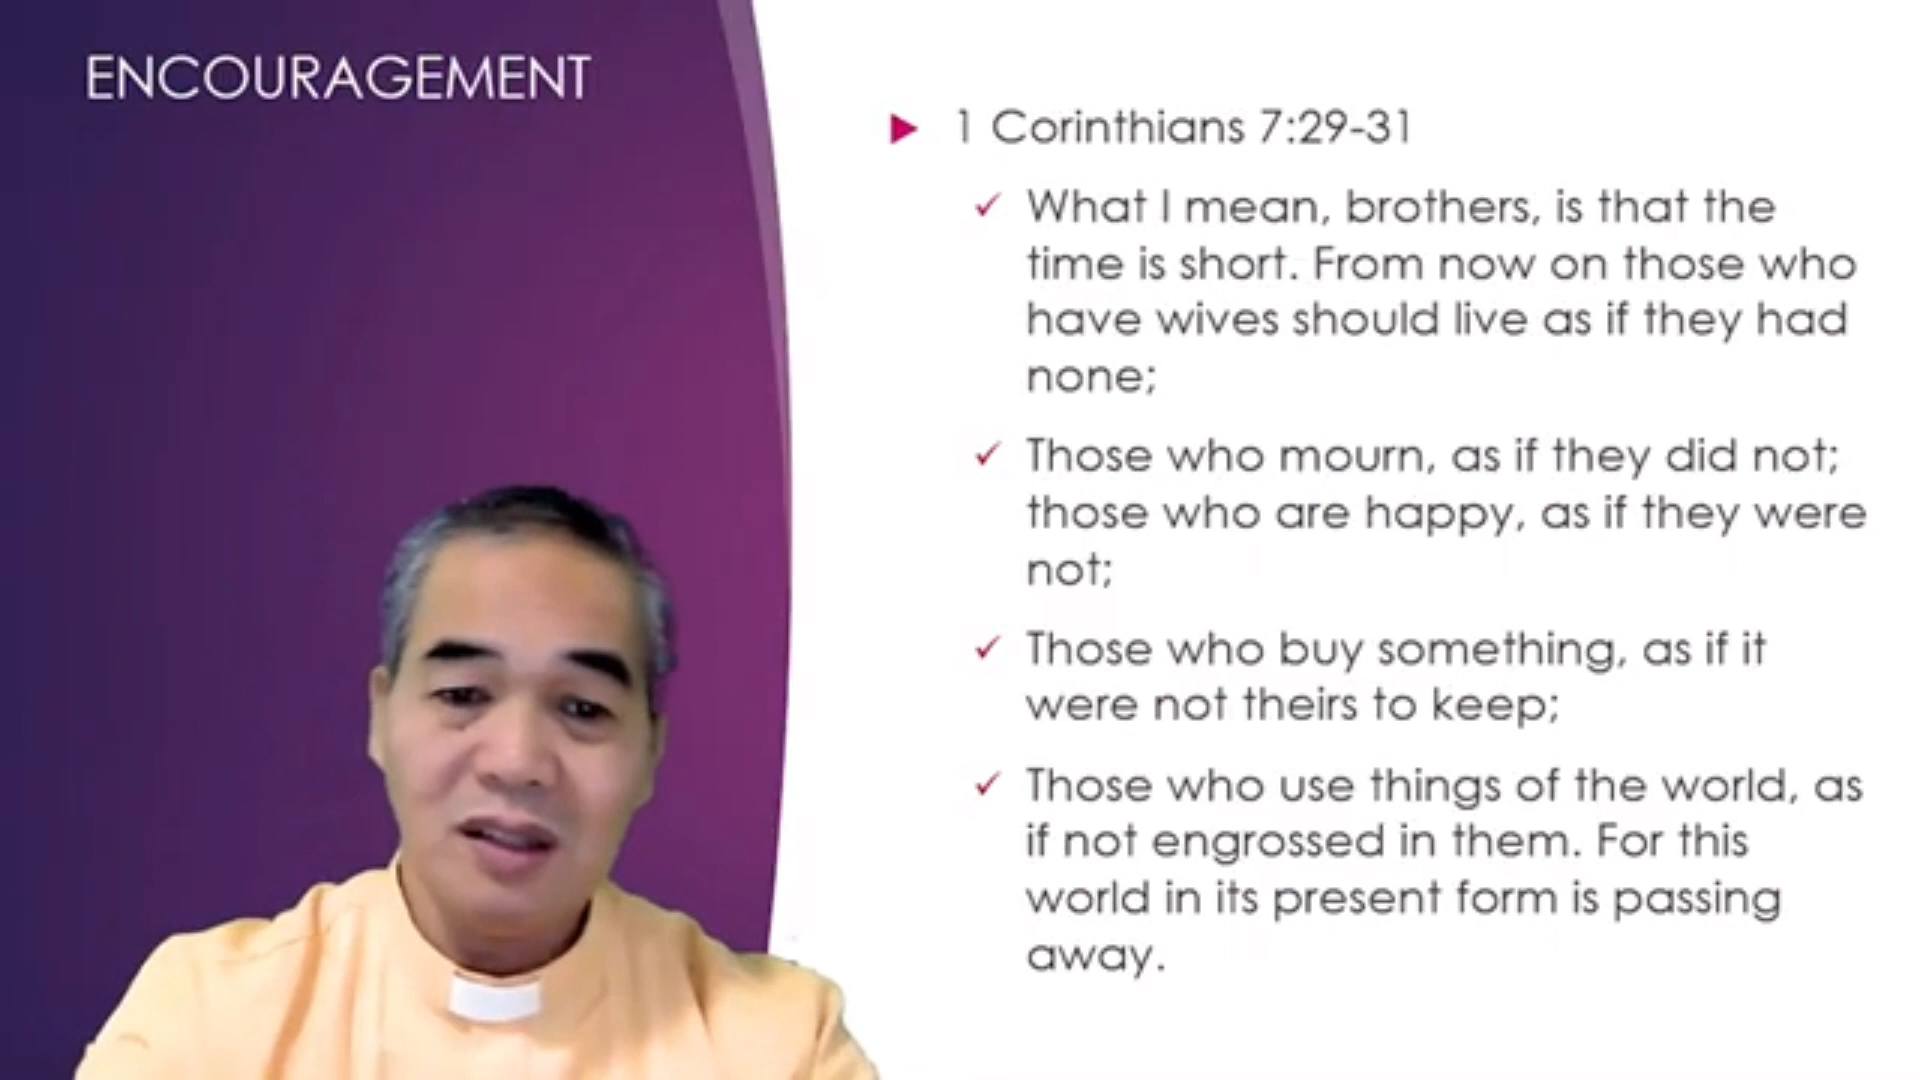 ENCOURAGEMENT
1 Corinthians 7:29-31
What I mean, brothers, is that the
time is short. From now on those who
have wives should live as if they had
none;
Those who mourn, as if they did not;
those who are happy, as if they were
not;
Those who buy something, as if it
were not theirs to keep;
Those who use things of the world, as
if not engrossed in them. For this
world in its present form is passing
away.